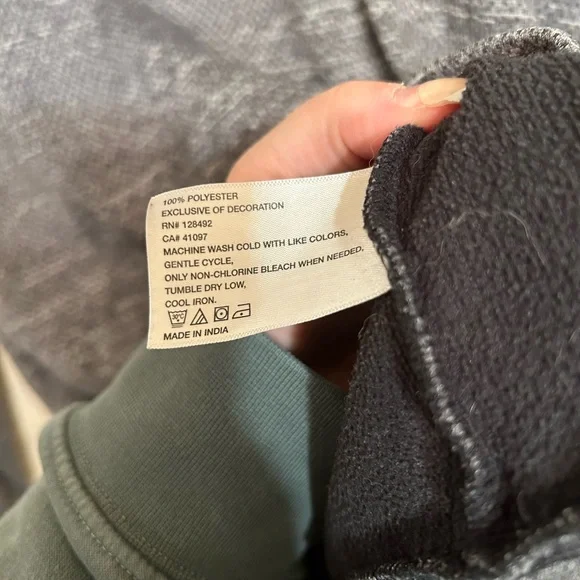 100% POLYESTER
EXCLUSIVE OF DECORATION
RN# 128492
CA# 41097
MACHINE WASH COLD WITH LIKE COLORS,
GENTLE CYCLE,
ONLY NON-CHLORINE BLEACH WHEN NEEDED.
TUMBLE DRY LOW,
COOL IRON.
30°C
MADE IN INDIA